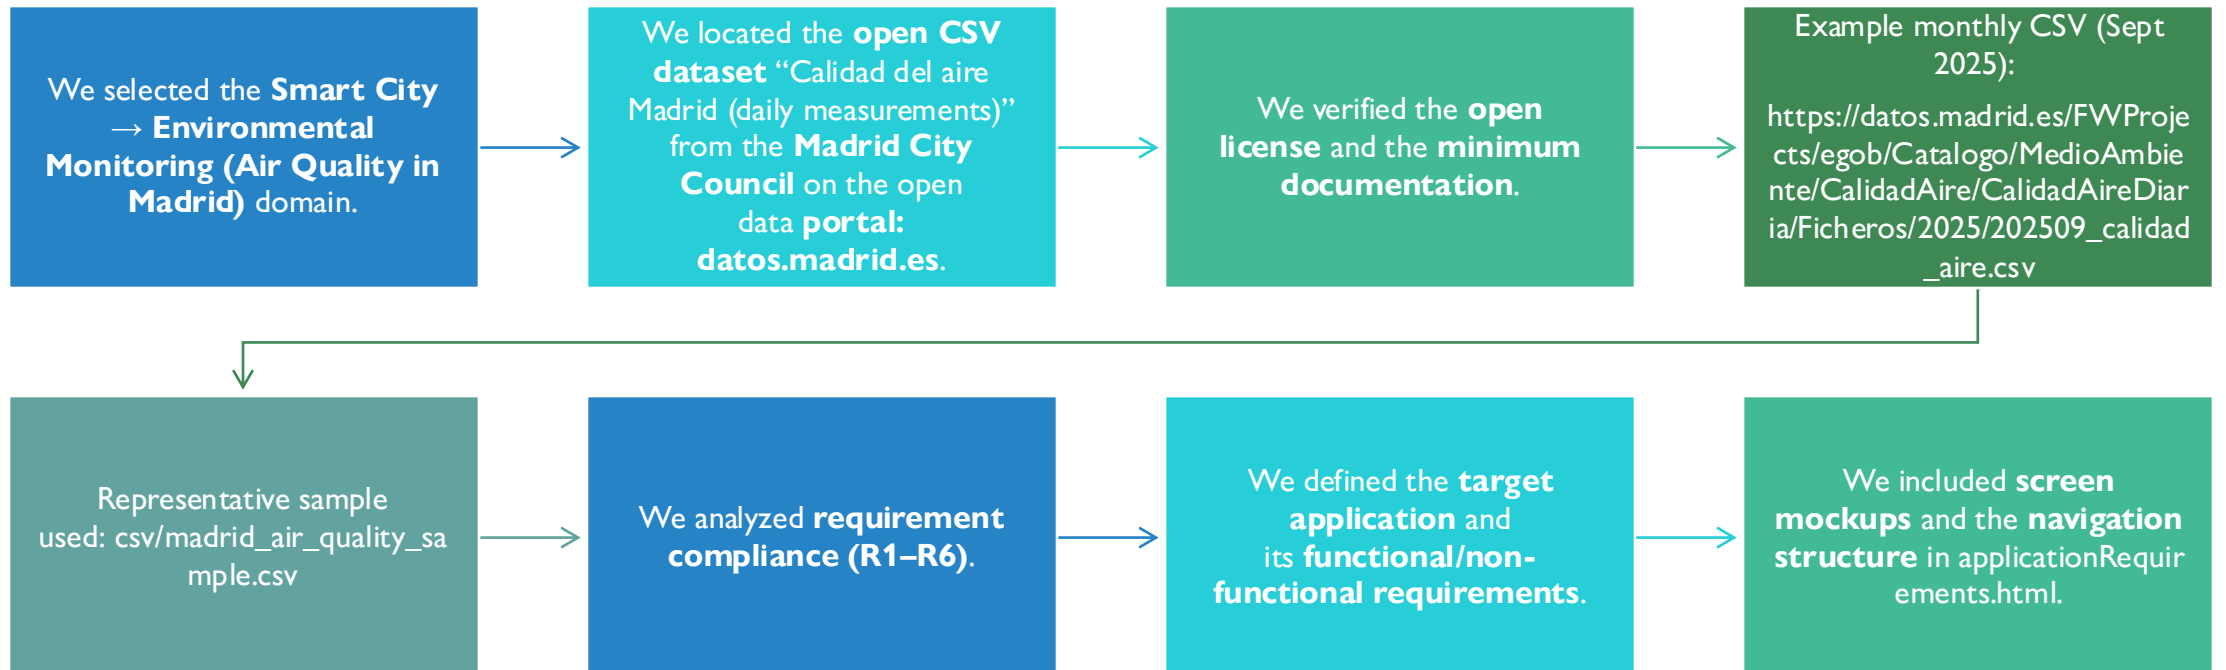 We selected the Smart City
→ Environmental
Monitoring (Air Quality in
Madrid) domain.
We located the open CSV
dataset “Calidad del aire
Madrid (daily measurements)”
from the Madrid City
Council on the open
data portal:
datos.madrid.es.
We verified the open
license and the minimum
documentation.
Example monthly CSV (Sept
2025):
https://datos.madrid.es/FWProje
cts/egob/Catalogo/MedioAmbie
nte/CalidadAire/CalidadAireDiar
ia/Ficheros/2025/202509_calidad
_aire.csv
Representative sample
used: csv/madrid_air_quality_sa
mple.csv
We analyzed requirement
compliance (R1–R6).
We defined the target
application and
its functional/non-
functional requirements.
We included screen
mockups and the navigation
structure in applicationRequir
ements.html.